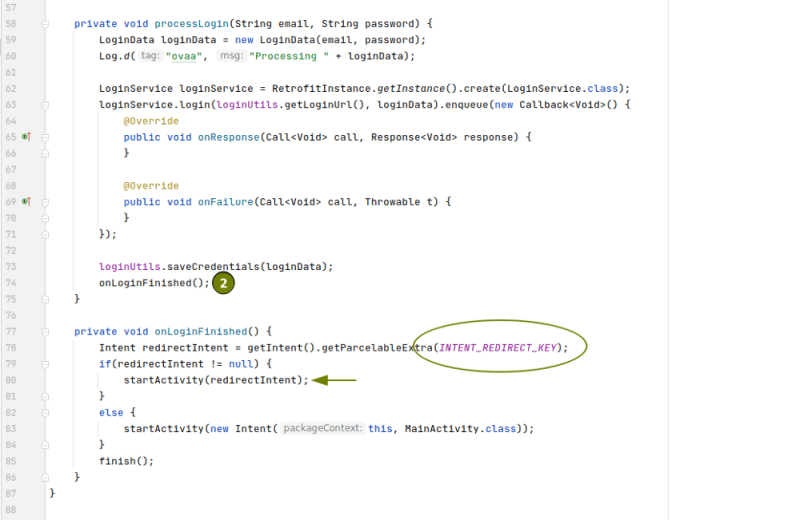 57
58 private void processLogin(String email, String password) {
59 LoginData loginData = new LoginData(email, password);
60 Log.d( tag: "ovaa", msg: "Processing " + loginData);
61
62 LoginService loginService = RetrofitInstance.getInstance().create(LoginService.class);
63 loginService.login(loginUtils.getLoginUrl(), loginData).enqueue(new Callback<Void>() {
64 @Override
65 public void onResponse(Call<Void> call, Response<Void> response) {
66 }
67
68 @Override
69 public void onFailure(Call<Void> call, Throwable t) {
70 }
71 });
72
73 loginUtils.saveCredentials(loginData);
74 onLoginFinished(); 2
75 }
76
77 private void onLoginFinished() {
78 Intent redirectIntent = getIntent().getParcelableExtra(INTENT_REDIRECT_KEY);
79 if(redirectIntent != null) {
80 startActivity(redirectIntent);
81 }
82 else {
83 startActivity(new Intent( packageContext: this, MainActivity.class));
84 }
85 finish();
86 }
87 }
88